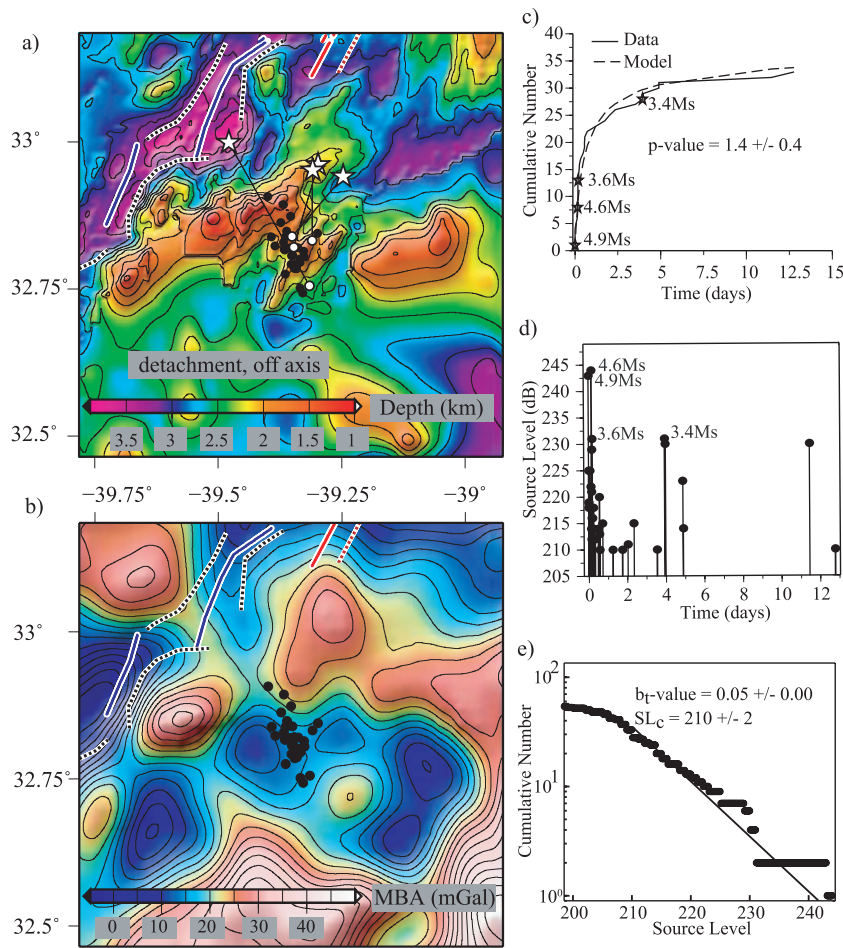 a)
33°
32.75°
32.5°
detachment, off axis
Depth (km)
3.5 3 2.5 2 1.5 1
−39.75° −39.5° −39.25° −39°
b)
33°
32.75°
32.5°
MBA (mGal)
0 10 20 30 40
c)
Cumulative Number
40
35
30
25
20
15
10
5
0
Data
Model
3.4Ms
p-value = 1.4 +/- 0.4
3.6Ms
4.6Ms
4.9Ms
0 2.5 5 7.5 10 12.5 15
Time (days)
d)
Source Level (dB)
245
240
235
230
225
220
215
210
205
4.6Ms
4.9Ms
3.6Ms
3.4Ms
0 2 4 6 8 10 12
Time (days)
e)
Cumulative Number
10²
10¹
10⁰
bt-value = 0.05 +/- 0.00
SLc = 210 +/- 2
200 210 220 230 240
Source Level